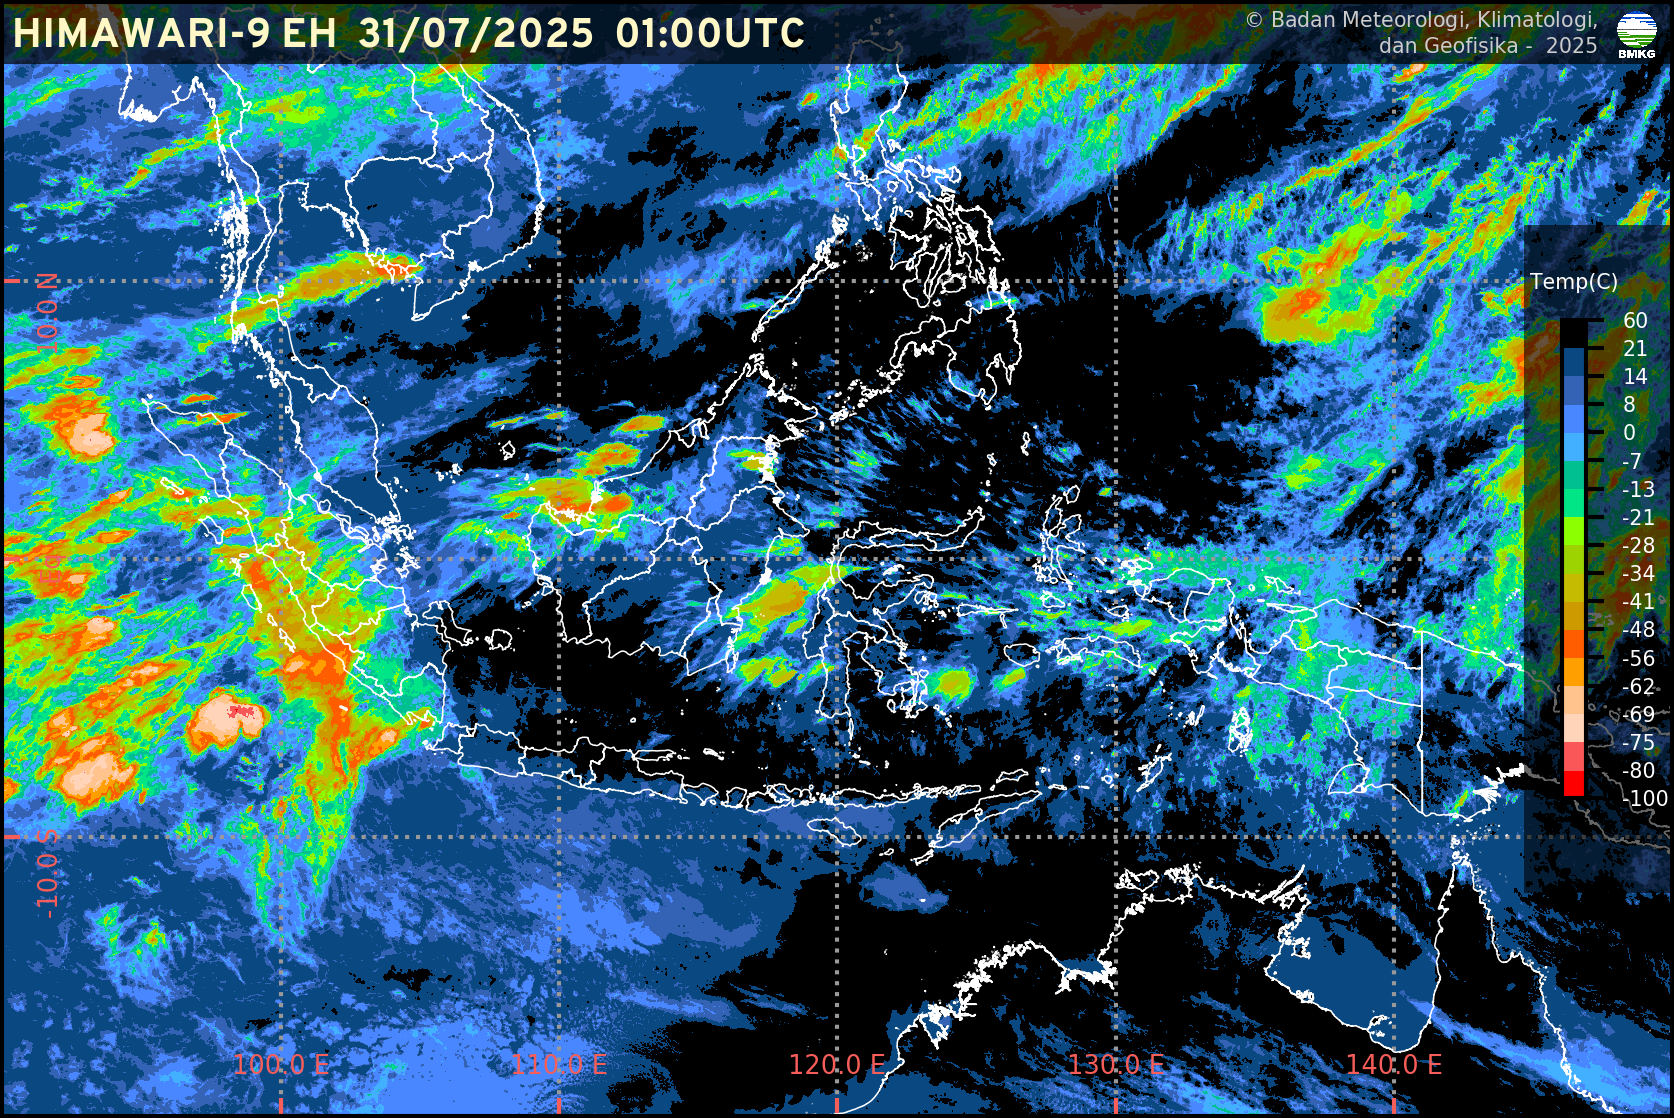 HIMAWARI-9 EH 31/07/2025 01:00UTC
© Badan Meteorologi, Klimatologi,
dan Geofisika - 2025
BMKG
10.0 N
EQ
-10.0 S
100.0 E
110.0 E
120.0 E
130.0 E
140.0 E
Temp(C)
60
21
14
8
0
-7
-13
-21
-28
-34
-41
-48
-56
-62
-69
-75
-80
-100